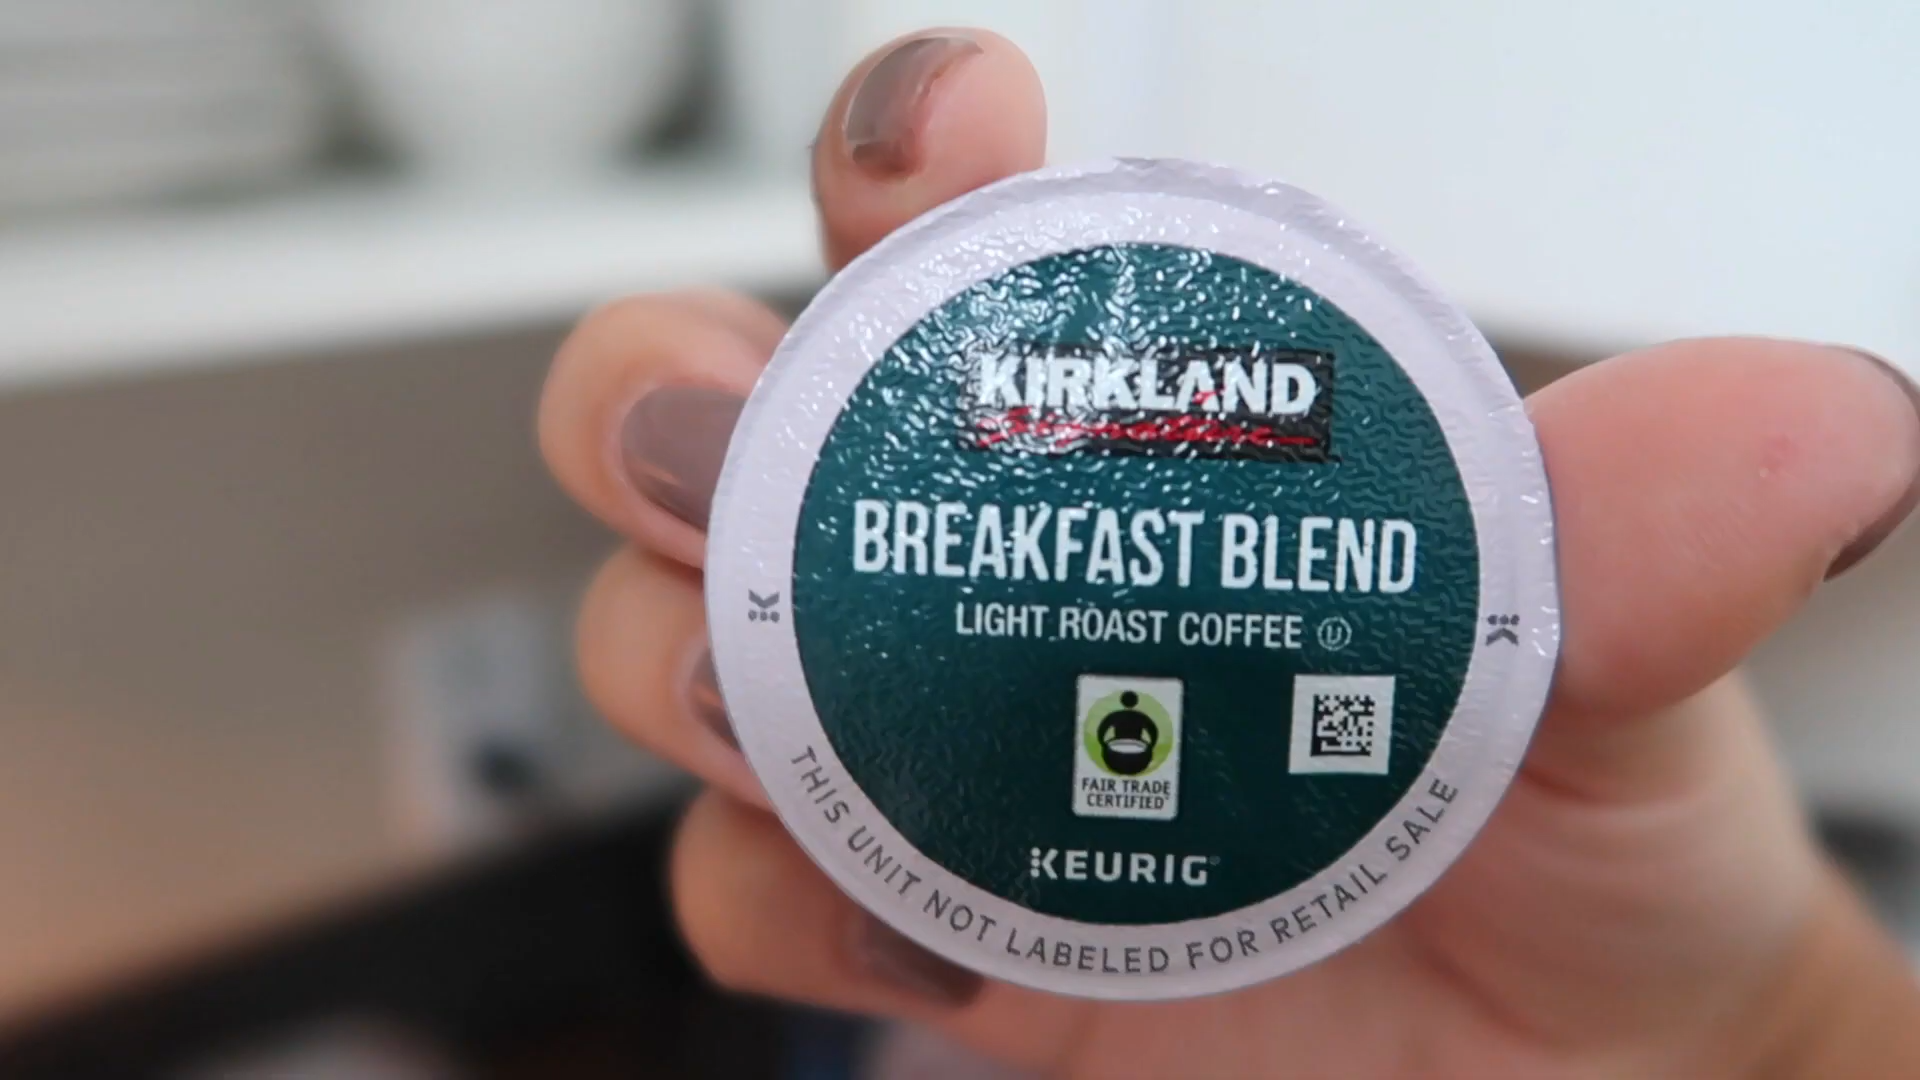 KIRKLAND
Signature
BREAKFAST BLEND
LIGHT ROAST COFFEE U
FAIR TRADE
CERTIFIED
KEURIG
THIS UNIT NOT LABELED FOR RETAIL SALE